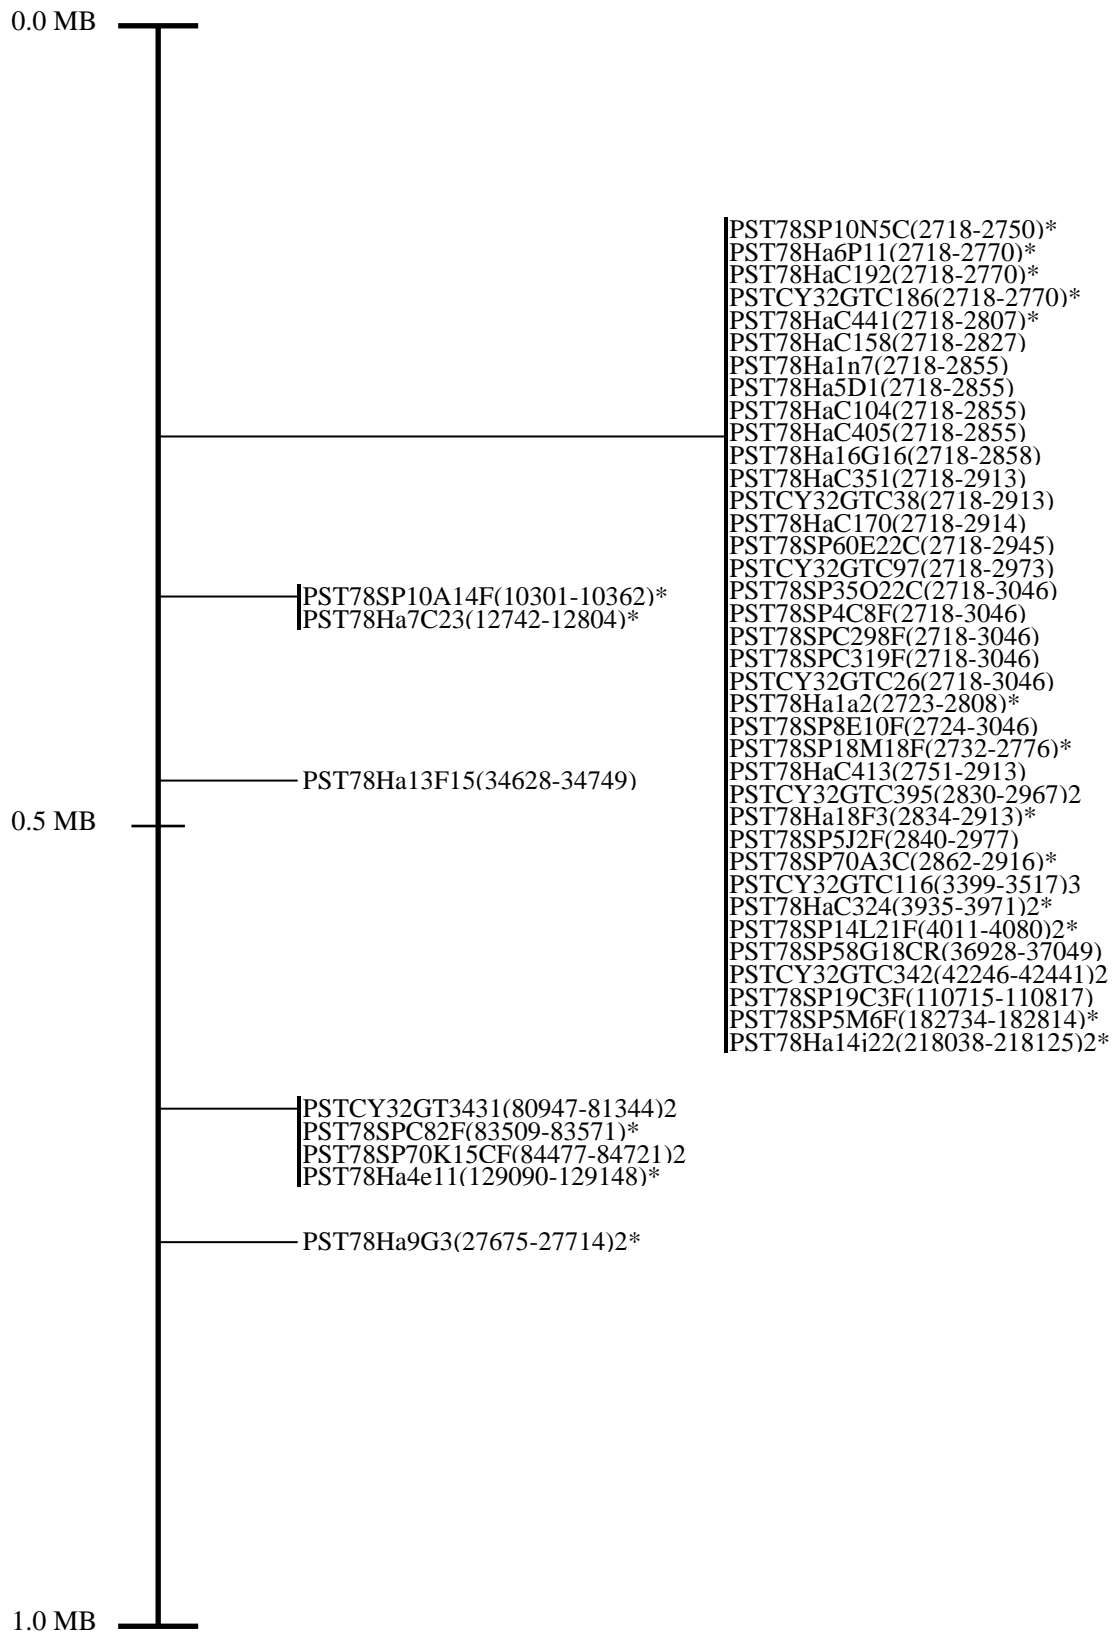 0.0 MB
PST78SP10N5C(2718-2750)*
PST78Ha6P11(2718-2770)*
PST78HaC192(2718-2770)*
PSTCY32GTC186(2718-2770)*
PST78HaC441(2718-2807)*
PST78HaC158(2718-2827)
PST78Ha1n7(2718-2855)
PST78Ha5D1(2718-2855)
PST78HaC104(2718-2855)
PST78HaC405(2718-2855)
PST78Ha16G16(2718-2858)
PST78HaC351(2718-2913)
PSTCY32GTC38(2718-2913)
PST78HaC170(2718-2914)
PST78SP60E22C(2718-2945)
PSTCY32GTC97(2718-2973)
PST78SP35O22C(2718-3046)
PST78SP4C8F(2718-3046)
PST78SPC298F(2718-3046)
PST78SPC319F(2718-3046)
PSTCY32GTC26(2718-3046)
PST78Ha1a2(2723-2808)*
PST78SP8E10F(2724-3046)
PST78SP18M18F(2732-2776)*
PST78HaC413(2751-2913)
PSTCY32GTC395(2830-2967)2
PST78Ha18F3(2834-2913)*
PST78SP5J2F(2840-2977)
PST78SP70A3C(2862-2916)*
PSTCY32GTC116(3399-3517)3
PST78HaC324(3935-3971)2*
PST78SP14L21F(4011-4080)2*
PST78SP58G18CR(36928-37049)
PSTCY32GTC342(42246-42441)2
PST78SP19C3F(110715-110817)
PST78SP5M6F(182734-182814)*
PST78Ha14j22(218038-218125)2*
PST78SP10A14F(10301-10362)*
PST78Ha7C23(12742-12804)*
PST78Ha13F15(34628-34749)
0.5 MB
PSTCY32GT3431(80947-81344)2
PST78SPC82F(83509-83571)*
PST78SP70K15CF(84477-84721)2
PST78Ha4e11(129090-129148)*
PST78Ha9G3(27675-27714)2*
1.0 MB